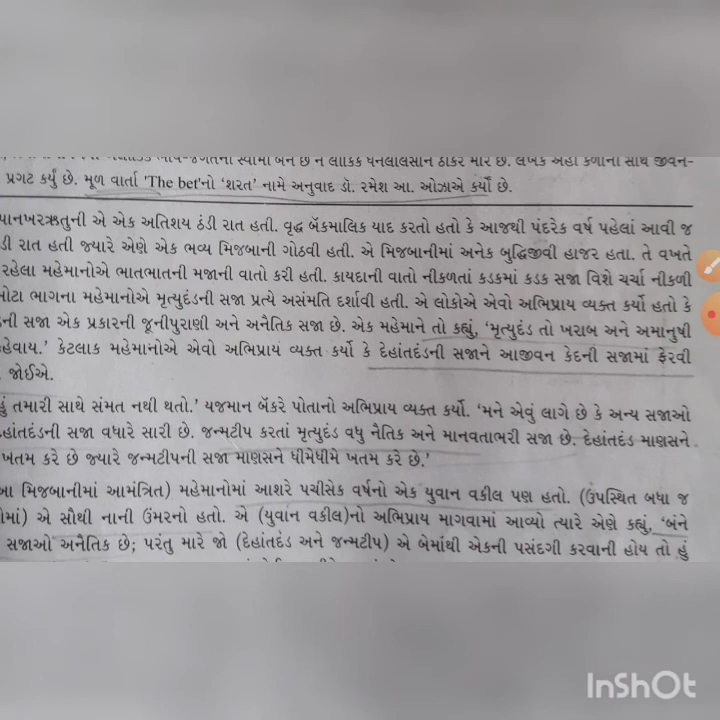 પ્રગટ કર્યું છે. મૂળ વાર્તા 'The bet'નો ‘શરત’ નામે અનુવાદ ડૉ. રમેશ આ. ઓઝાએ કર્યો છે.
પાનખરઋતુની એ એક અતિશય ઠંડી રાત હતી. વૃદ્ધ બૅંકમાલિક યાદ કરતો હતો કે આજથી પંદરેક વર્ષ પહેલાં આવી જ
ડી રાત હતી જ્યારે એણે એક ભવ્ય મિજબાની ગોઠવી હતી. એ મિજબાનીમાં અનેક બુદ્ધિજીવી હાજર હતા. તે વખતે
રહેલા મહેમાનોએ ભાતભાતની મજાની વાતો કરી હતી. કાયદાની વાતો નીકળતાં કડકમાં કડક સજા વિશે ચર્ચા નીકળી
મોટા ભાગના મહેમાનોએ મૃત્યુદંડની સજા પ્રત્યે અસંમતિ દર્શાવી હતી. એ લોકોએ એવો અભિપ્રાય વ્યક્ત કર્યો હતો કે
ની સજા એક પ્રકારની જૂનીપુરાણી અને અનૈતિક સજા છે. એક મહેમાને તો કહ્યું, ‘મૃત્યુદંડ તો ખરાબ અને અમાનુષી
હેવાય.’ કેટલાક મહેમાનોએ એવો અભિપ્રાય વ્યક્ત કર્યો કે દેહાંતદંડની સજાને આજીવન કેદની સજામાં ફેરવી
જોઈએ.
હું તમારી સાથે સંમત નથી થતો.’ યજમાન બૅંકરે પોતાનો અભિપ્રાય વ્યક્ત કર્યો. ‘મને એવું લાગે છે કે અન્ય સજાઓ
હાંતદંડની સજા વધારે સારી છે. જન્મટીપ કરતાં મૃત્યુદંડ વધુ નૈતિક અને માનવતાભરી સજા છે. દેહાંતદંડ માણસને
ખતમ કરે છે જ્યારે જન્મટીપની સજા માણસને ધીમેધીમે ખતમ કરે છે.’
આ મિજબાનીમાં આમંત્રિત) મહેમાનોમાં આશરે પચીસેક વર્ષનો એક યુવાન વકીલ પણ હતો. (ઉપસ્થિત બધા જ
ોમાં) એ સૌથી નાની ઉંમરનો હતો. એ (યુવાન વકીલ)નો અભિપ્રાય માગવામાં આવ્યો ત્યારે એણે કહ્યું, ‘બંને
સજાઓ અનૈતિક છે; પરંતુ મારે જો (દેહાંતદંડ અને જન્મટીપ) એ બેમાંથી એકની પસંદગી કરવાની હોય તો હું
InShOt